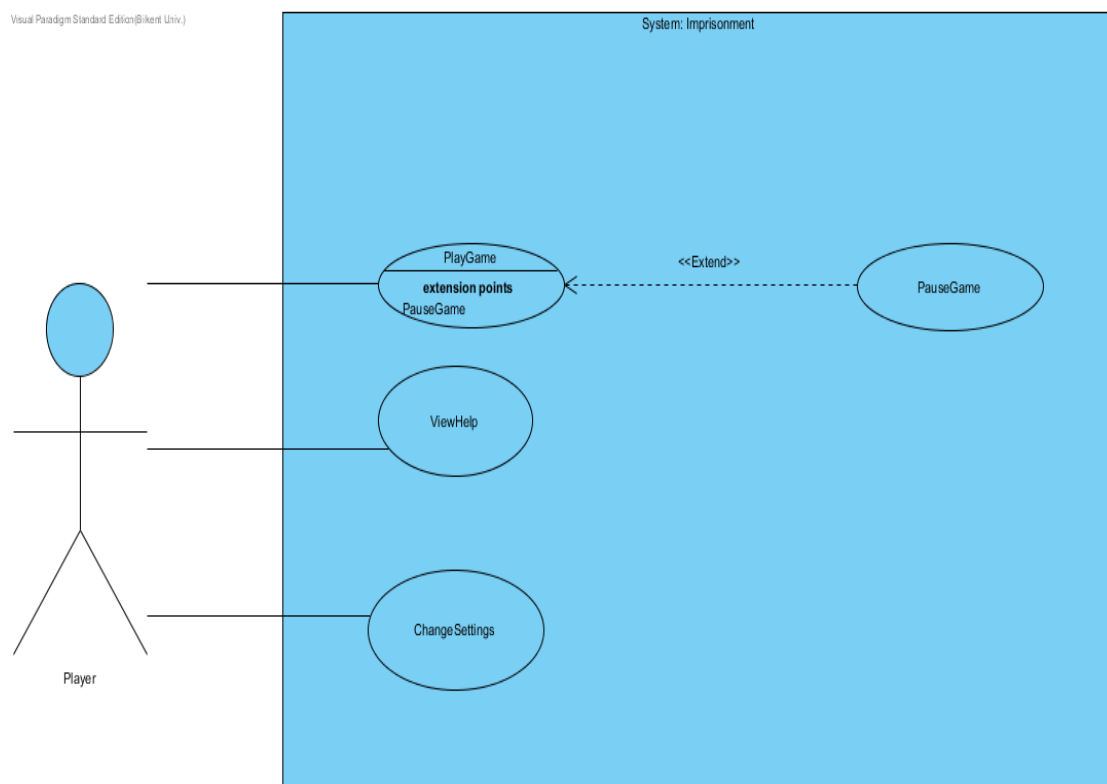 Visual Paradigm Standard Edition(Bilkent Univ.)
System: Imprisonment
PlayGame
extension points
PauseGame
<<Extend>>
PauseGame
ViewHelp
ChangeSettings
Player